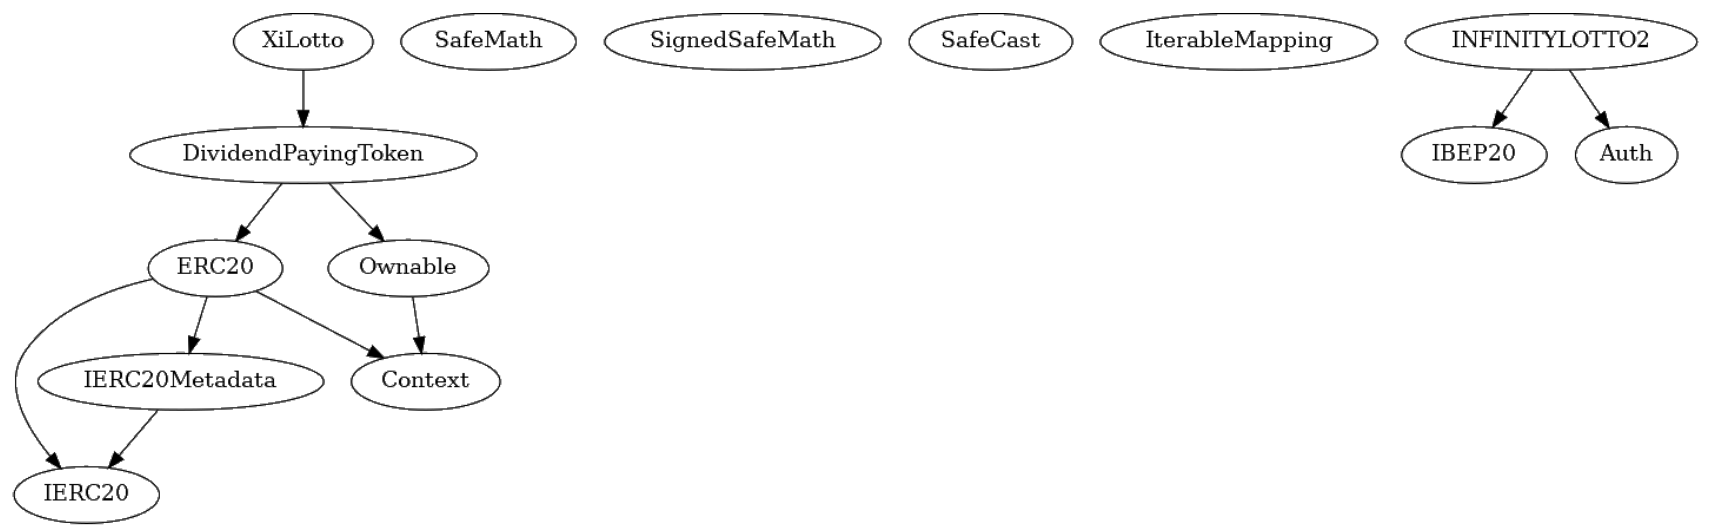 XiLotto
SafeMath
SignedSafeMath
SafeCast
IterableMapping
INFINITYLOTTO2
DividendPayingToken
IBEP20
Auth
ERC20
Ownable
IERC20Metadata
Context
IERC20